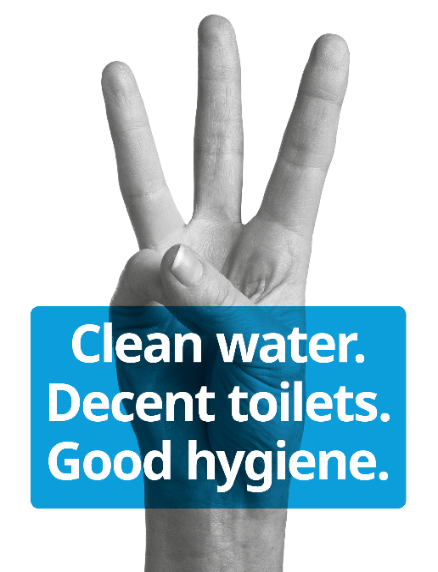 Clean water.
Decent toilets.
Good hygiene.